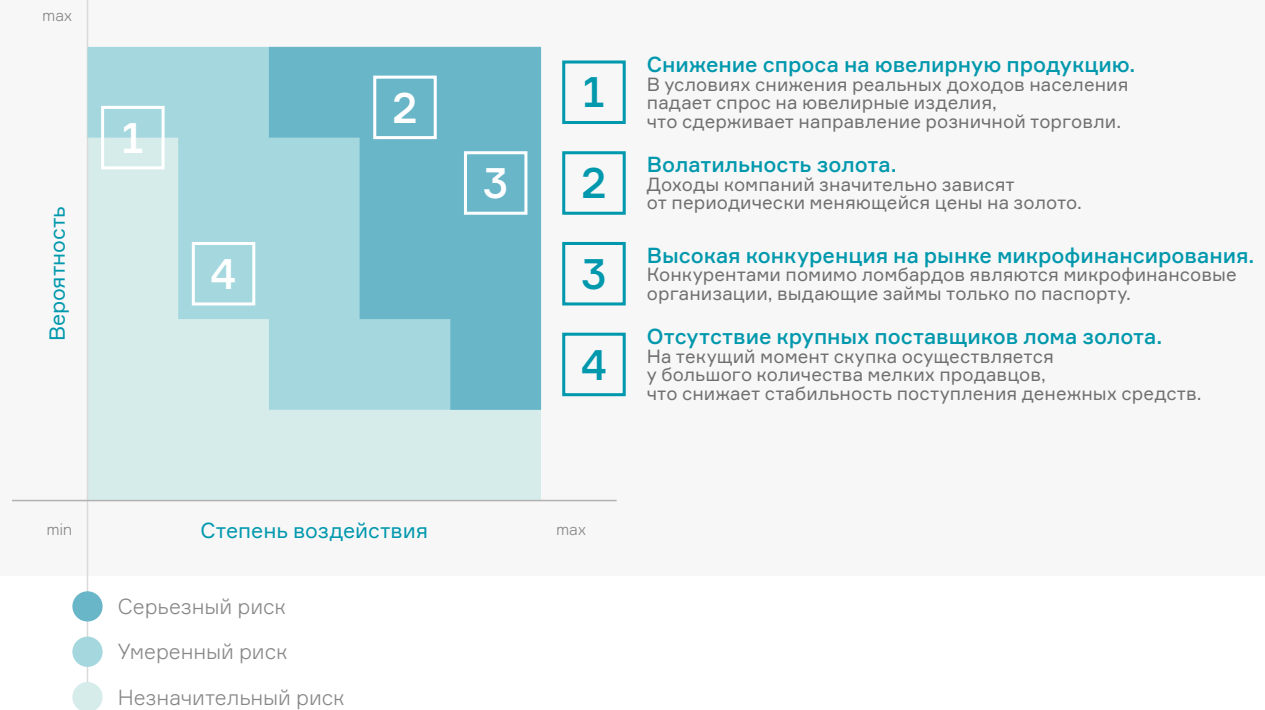 max
Вероятность
1
2
3
4
min
Степень воздействия
max
1
Снижение спроса на ювелирную продукцию.
В условиях снижения реальных доходов населения
падает спрос на ювелирные изделия,
что сдерживает направление розничной торговли.
2
Волатильность золота.
Доходы компаний значительно зависят
от периодически меняющейся цены на золото.
3
Высокая конкуренция на рынке микрофинансирования.
Конкурентами помимо ломбардов являются микрофинансовые
организации, выдающие займы только по паспорту.
4
Отсутствие крупных поставщиков лома золота.
На текущий момент скупка осуществляется
у большого количества мелких продавцов,
что снижает стабильность поступления денежных средств.
Серьезный риск
Умеренный риск
Незначительный риск